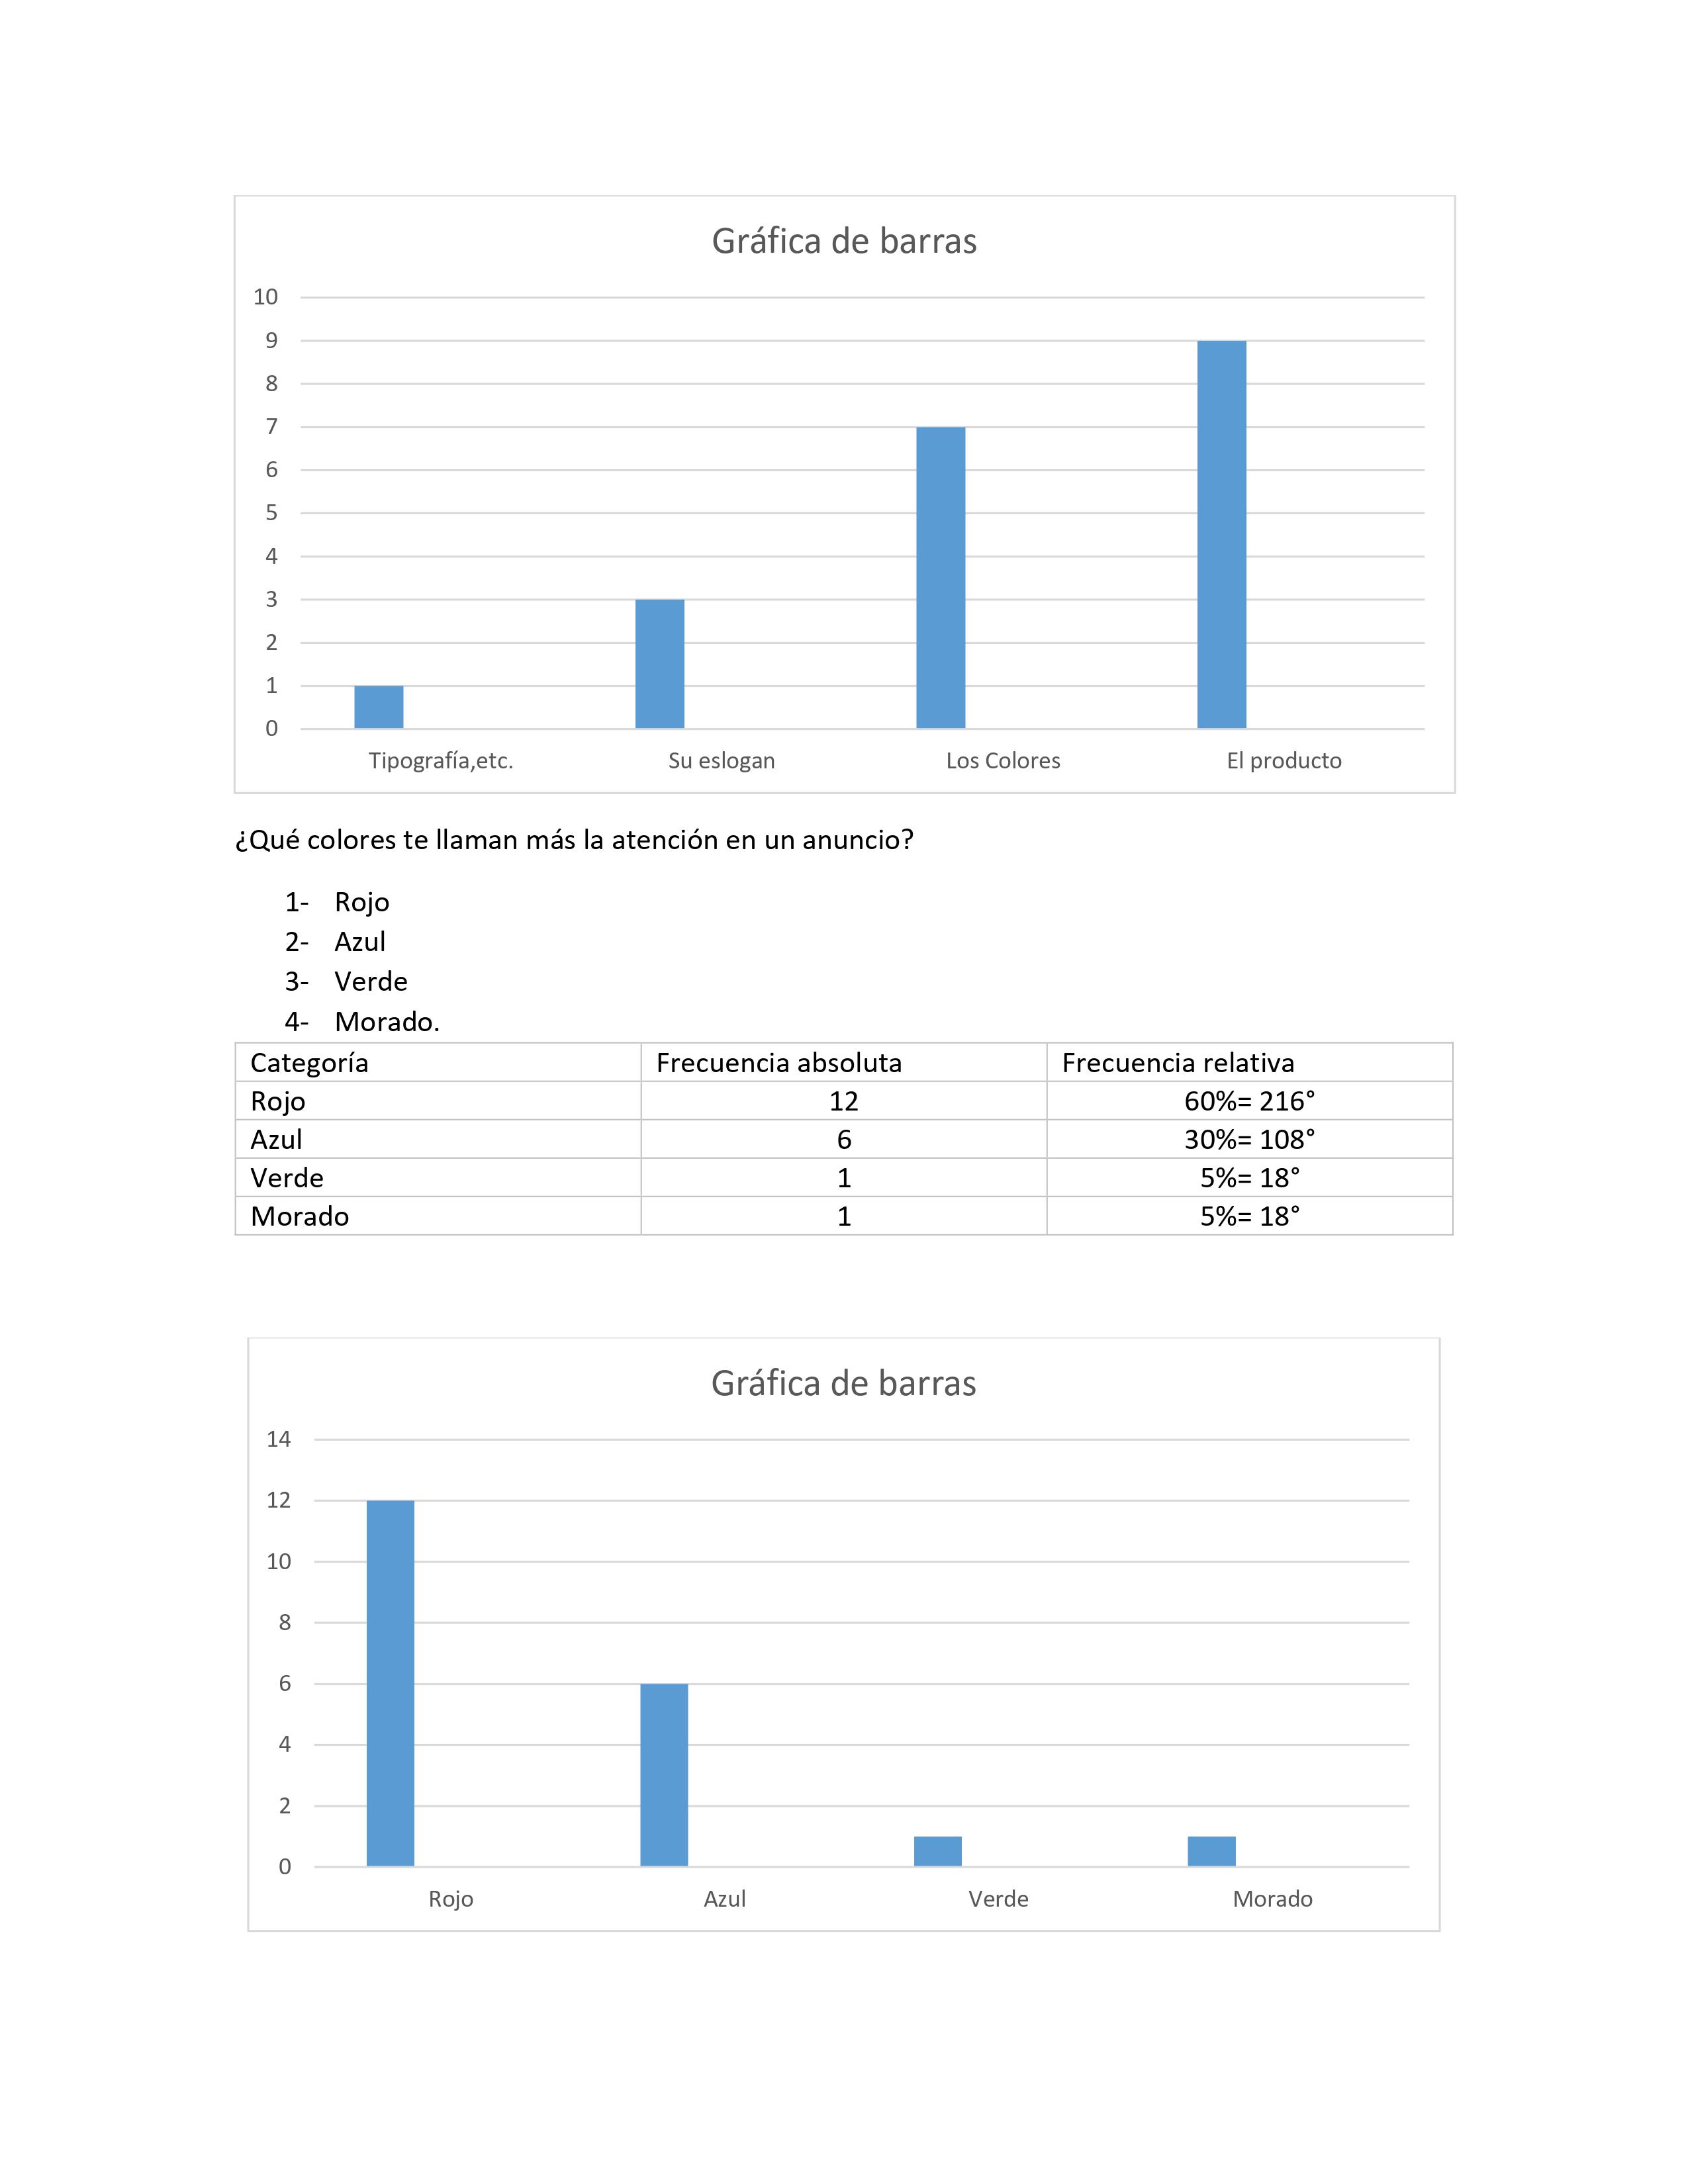 Gráfica de barras
10
9
8
7
6
5
4
3
2
1
0
Tipografía,etc. Su eslogan Los Colores El producto
¿Qué colores te llaman más la atención en un anuncio?
1- Rojo
2- Azul
3- Verde
4- Morado.
Categoría Frecuencia absoluta Frecuencia relativa
Rojo 12 60%= 216°
Azul 6 30%= 108°
Verde 1 5%= 18°
Morado 1 5%= 18°
Gráfica de barras
14
12
10
8
6
4
2
0
Rojo Azul Verde Morado